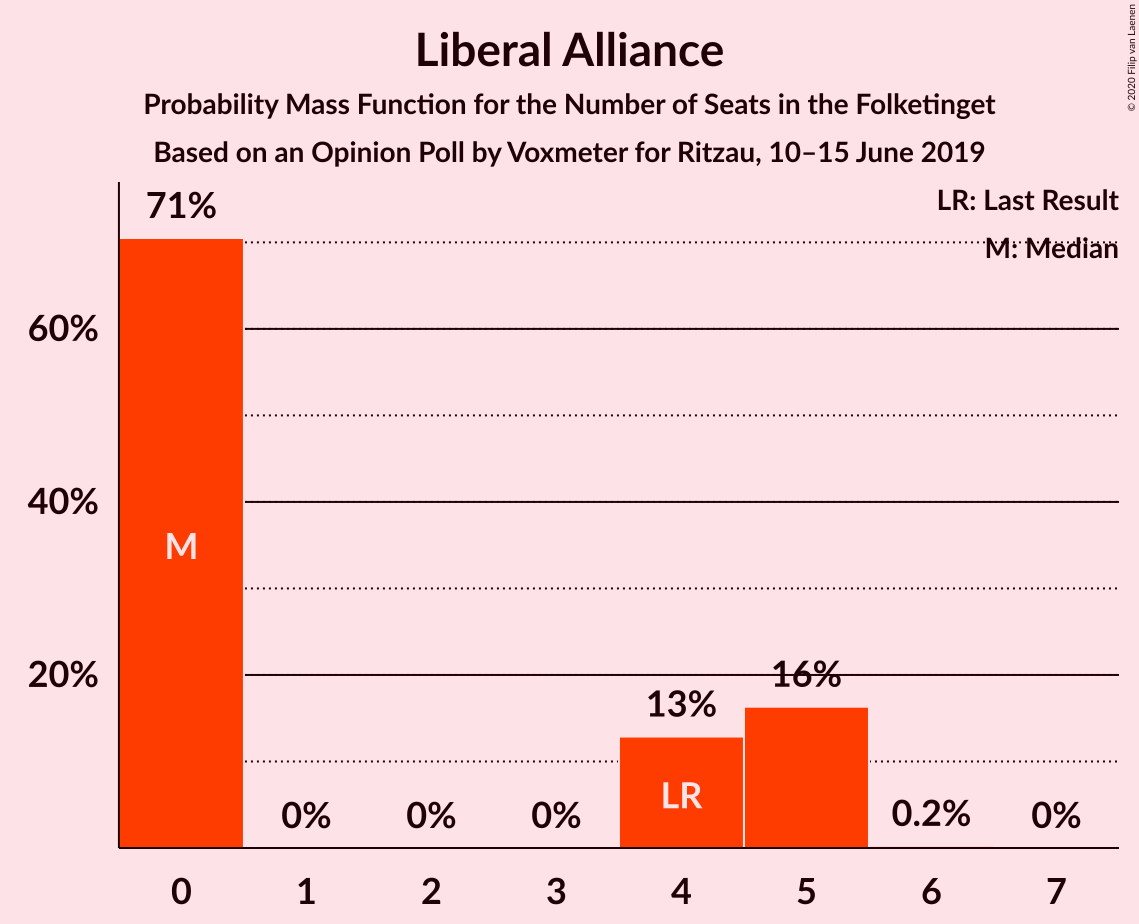 Liberal Alliance
Probability Mass Function for the Number of Seats in the Folketinget
Based on an Opinion Poll by Voxmeter for Ritzau, 10–15 June 2019
© 2020 Filip van Laenen
LR: Last Result
M: Median
71%
60%
40%
20%
M
0%
0%
0%
13%
LR
16%
0.2%
0%
0 1 2 3 4 5 6 7